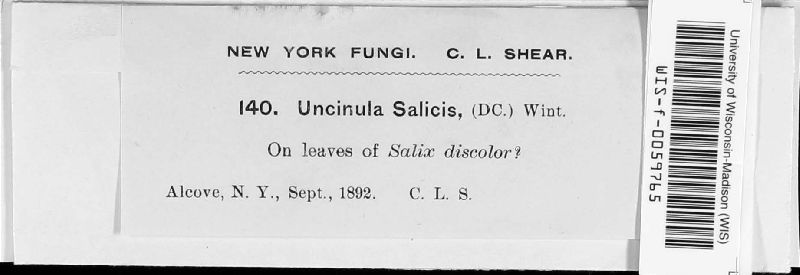 NEW YORK FUNGI. C. L. SHEAR.
140. Uncinula Salicis, (DC.) Wint.
On leaves of Salix discolor?
Alcove, N. Y., Sept., 1892. C. L. S.
University of Wisconsin-Madison (WIS)
WIS-f-0059765